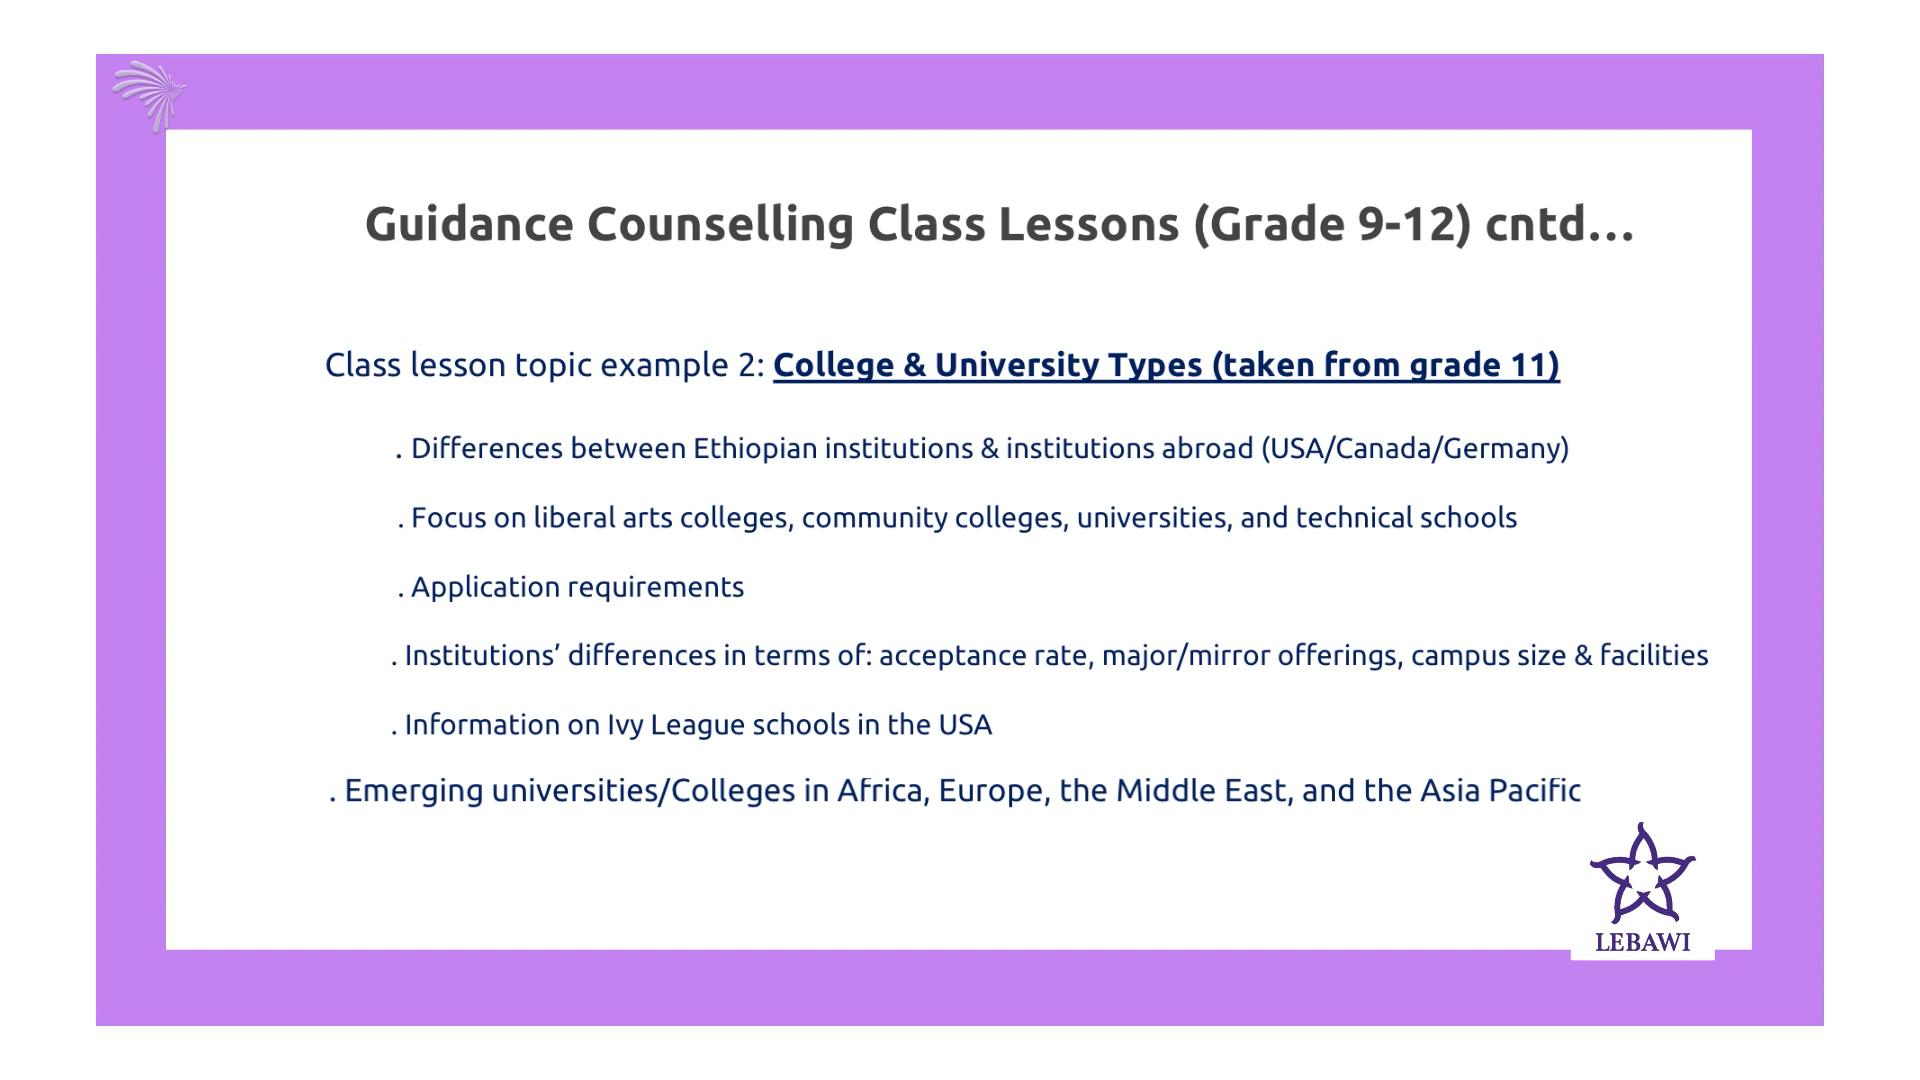 Guidance Counselling Class Lessons (Grade 9-12) cntd...
Class lesson topic example 2: College & University Types (taken from grade 11)
. Differences between Ethiopian institutions & institutions abroad (USA/Canada/Germany)
. Focus on liberal arts colleges, community colleges, universities, and technical schools
. Application requirements
. Institutions’ differences in terms of: acceptance rate, major/mirror offerings, campus size & facilities
. Information on Ivy League schools in the USA
. Emerging universities/Colleges in Africa, Europe, the Middle East, and the Asia Pacific
LEBAWI